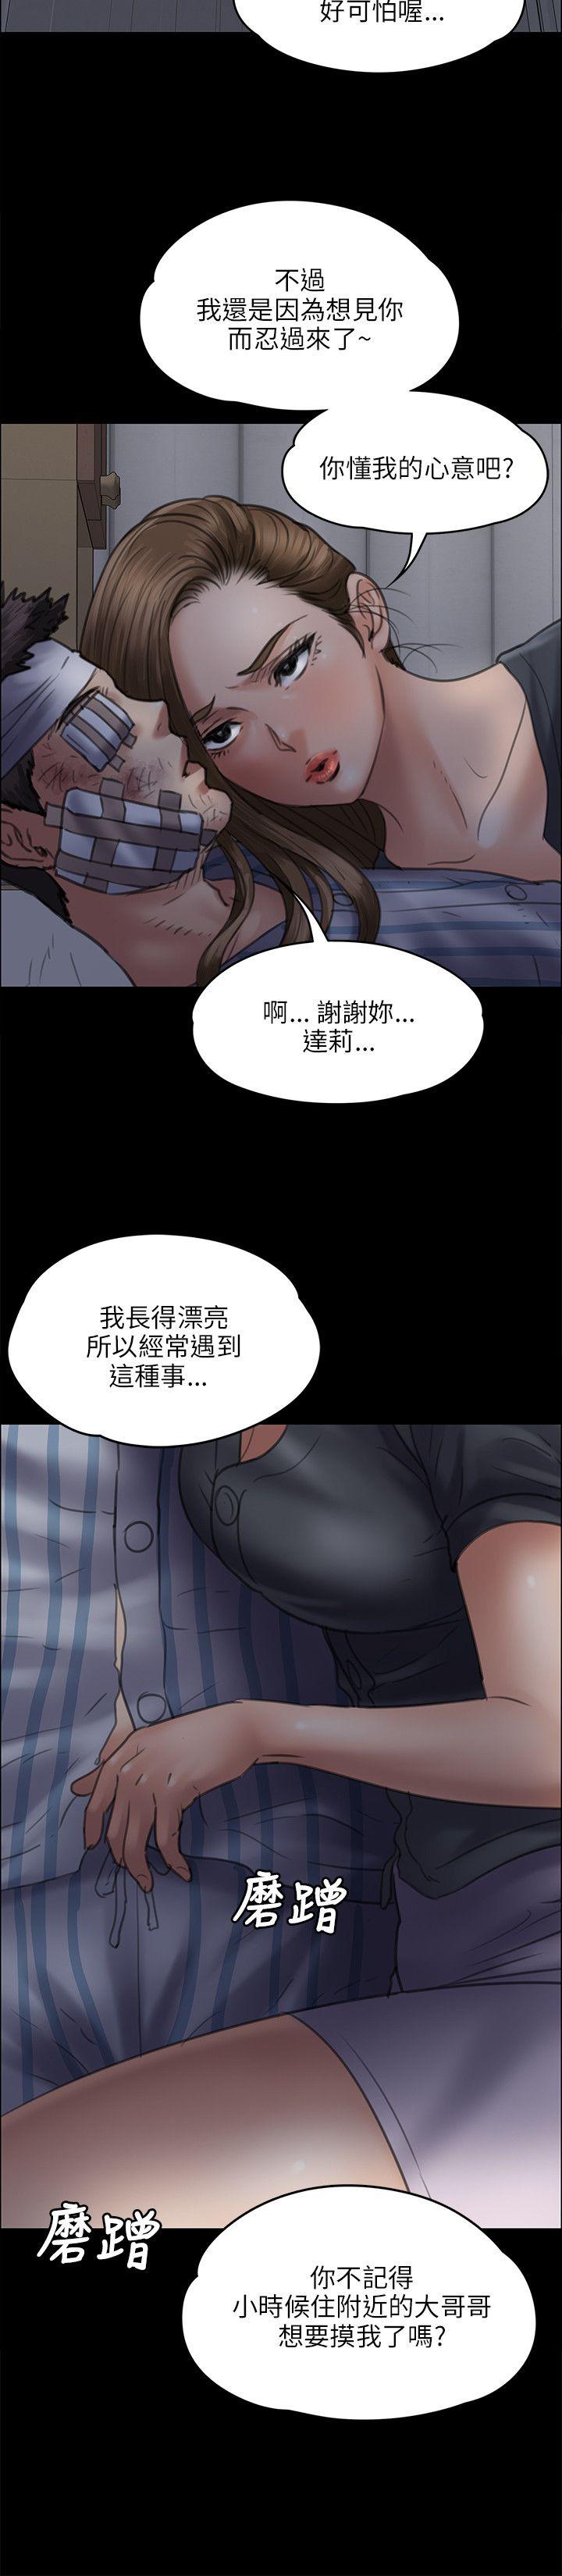 好可怕喔...
不過
我還是因為想見你
而忍過來了~
你懂我的心意吧?
啊... 謝謝妳...
達莉...
我長得漂亮
所以經常遇到
這種事...
磨蹭
磨蹭
你不記得
小時候住附近的大哥哥
想要摸我了嗎?